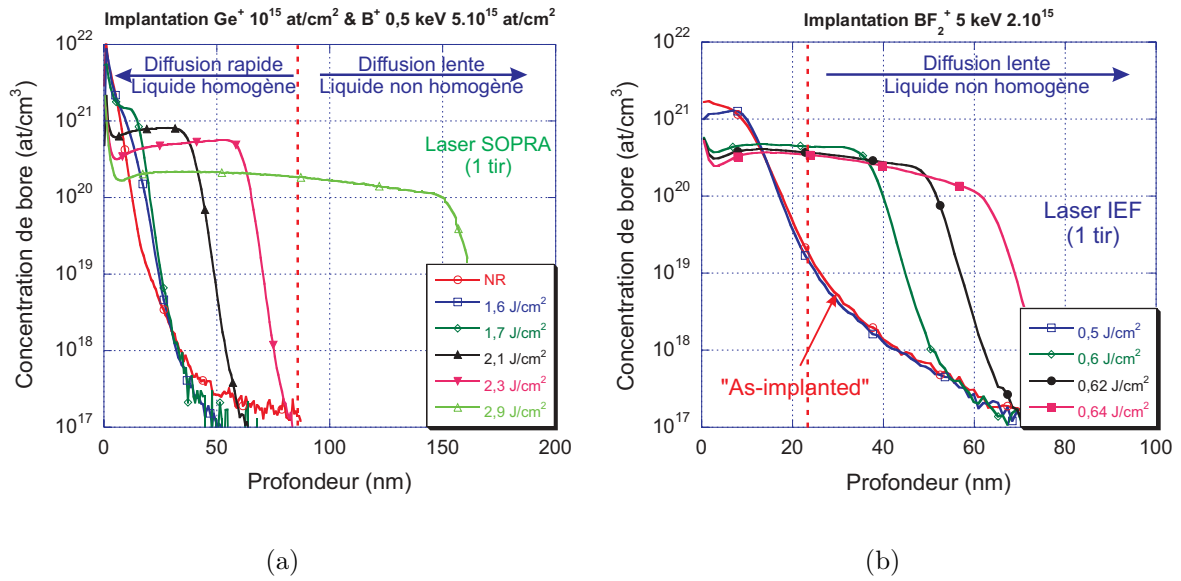 Implantation Ge⁺ 10¹⁵ at/cm² & B⁺ 0,5 keV 5.10¹⁵ at/cm²
10²²
10²¹
10²⁰
10¹⁹
10¹⁸
10¹⁷
Concentration de bore (at/cm³)
Diffusion rapide
Liquide homogène
Diffusion lente
Liquide non homogène
Laser SOPRA
(1 tir)
NR
1,6 J/cm²
1,7 J/cm²
2,1 J/cm²
2,3 J/cm²
2,9 J/cm²
0 50 100 150 200
Profondeur (nm)
(a)
Implantation BF₂⁺ 5 keV 2.10¹⁵
10²²
10²¹
10²⁰
10¹⁹
10¹⁸
10¹⁷
Concentration de bore (at/cm³)
Diffusion lente
Liquide non homogène
Laser IEF
(1 tir)
"As-implanted"
0,5 J/cm²
0,6 J/cm²
0,62 J/cm²
0,64 J/cm²
0 20 40 60 80 100
Profondeur (nm)
(b)